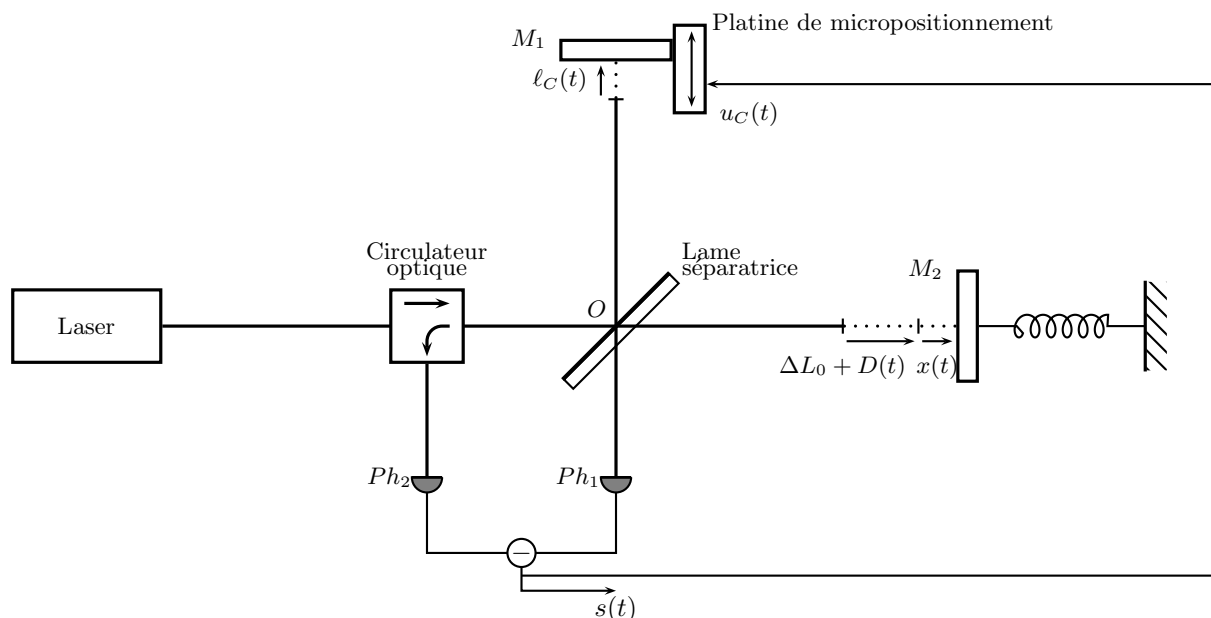 Platine de micropositionnement
M₁
ℓ_C(t)
u_C(t)
Circulateur
optique
Lame
séparatrice
M₂
O
Laser
ΔL₀ + D(t)
x(t)
Ph₂
Ph₁
−
s(t)